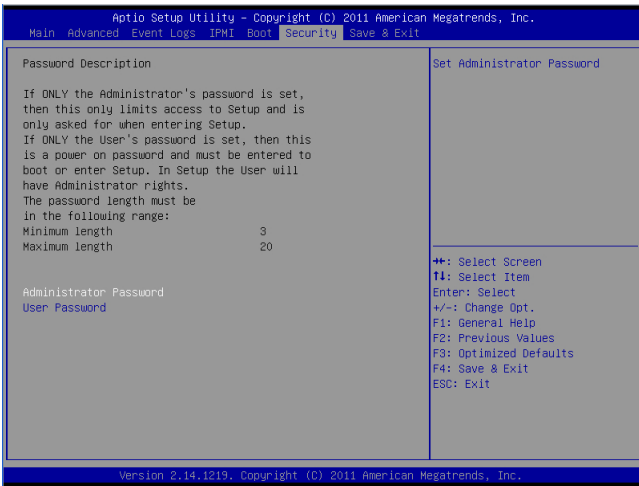 Aptio Setup Utility – Copyright (C) 2011 American Megatrends, Inc.
Main Advanced Event Logs IPMI Boot Security Save & Exit
Password Description
If ONLY the Administrator's password is set,
then this only limits access to Setup and is
only asked for when entering Setup.
If ONLY the User's password is set, then this
is a power on password and must be entered to
boot or enter Setup. In Setup the User will
have Administrator rights.
The password length must be
in the following range:
Minimum length 3
Maximum length 20
Administrator Password
User Password
Set Administrator Password
→←: Select Screen
↑↓: Select Item
Enter: Select
+/-: Change Opt.
F1: General Help
F2: Previous Values
F3: Optimized Defaults
F4: Save & Exit
ESC: Exit
Version 2.14.1219. Copyright (C) 2011 American Megatrends, Inc.